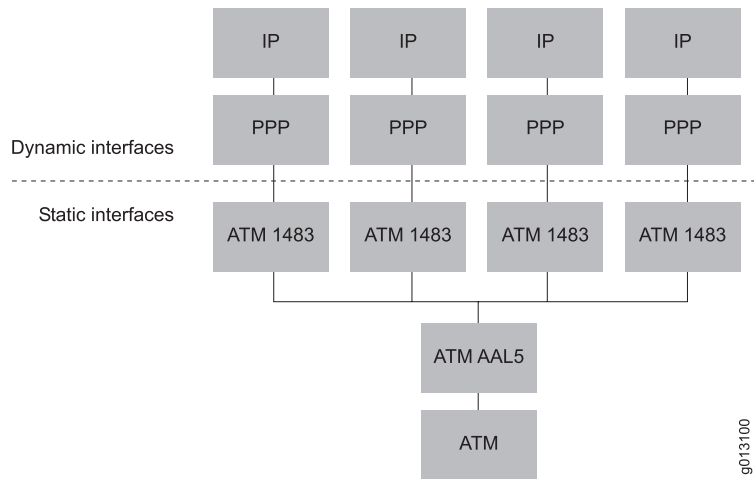 IP IP IP IP
PPP PPP PPP PPP
Dynamic interfaces
Static interfaces
ATM 1483 ATM 1483 ATM 1483 ATM 1483
ATM AAL5
ATM
g013100